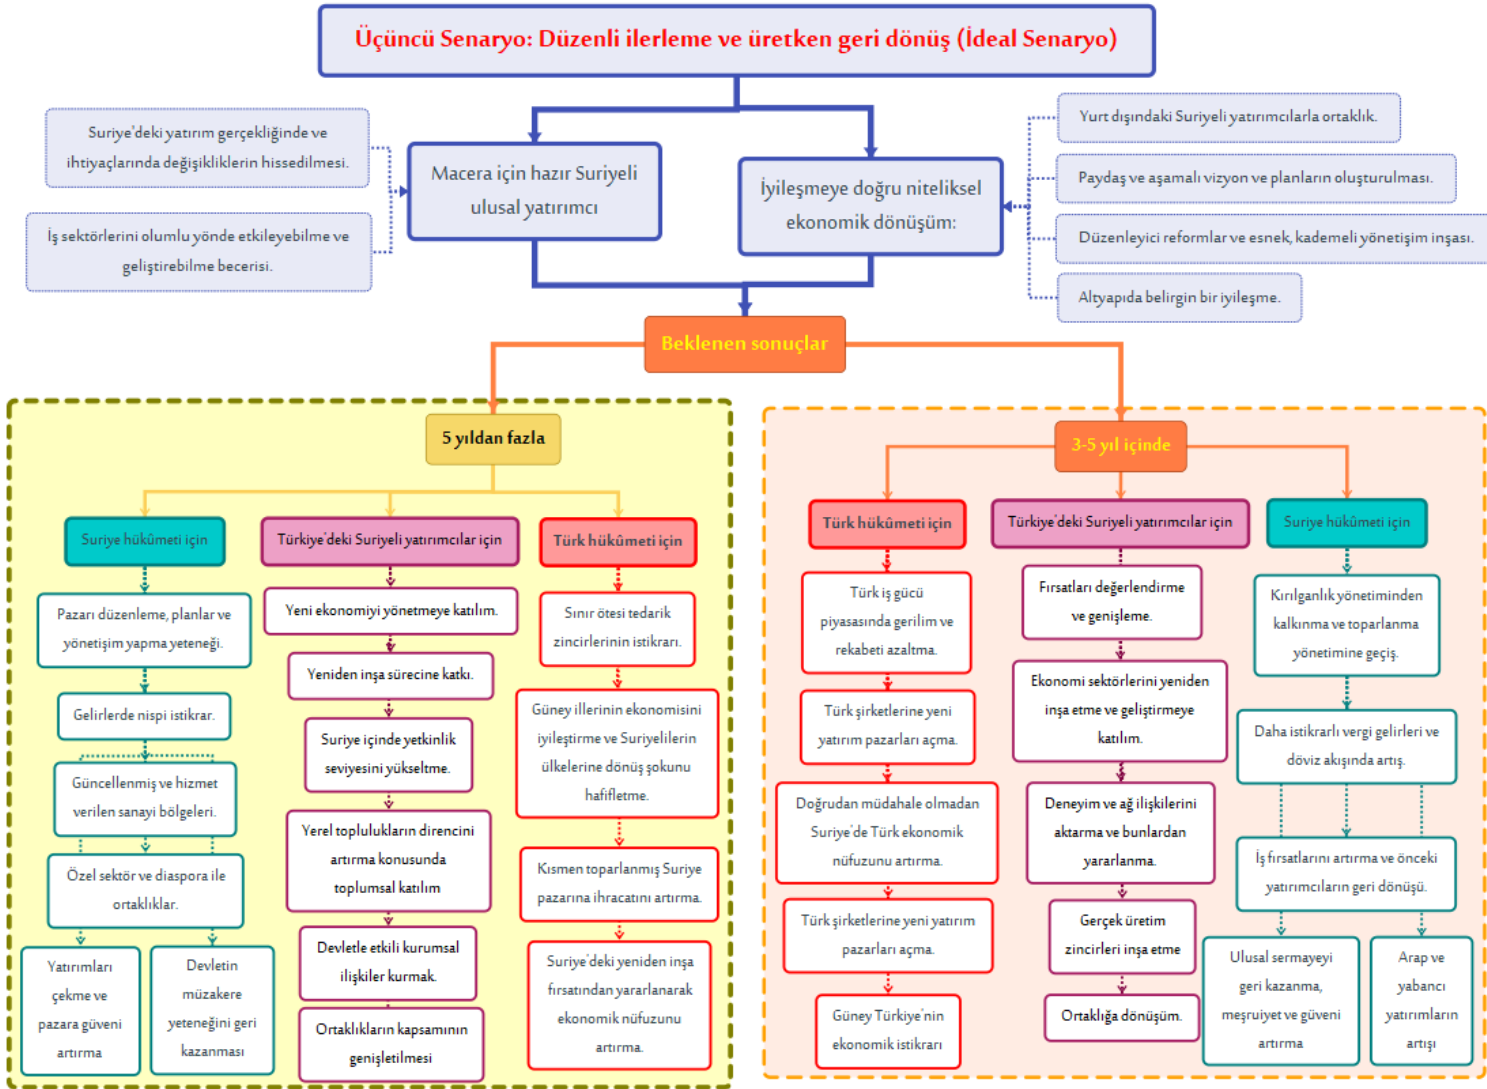 Üçüncü Senaryo: Düzenli ilerleme ve üretken geri dönüş (İdeal Senaryo)
Suriye'deki yatırım gerçekliğinde ve
ihtiyaçlarında değişikliklerin hissedilmesi.
İş sektörlerini olumlu yönde etkileyebilme ve
geliştirebilme becerisi.
Macera için hazır Suriyeli
ulusal yatırımcı
İyileşmeye doğru niteliksel
ekonomik dönüşüm:
Yurt dışındaki Suriyeli yatırımcılarla ortaklık.
Paydaş ve aşamalı vizyon ve planların oluşturulması.
Düzenleyici reformlar ve esnek, kademeli yönetişim inşası.
Altyapıda belirgin bir iyileşme.
Beklenen sonuçlar
5 yıldan fazla
Suriye hükûmeti için
Pazarı düzenleme, planlar ve
yönetişim yapma yeteneği.
Gelirlerde nispi istikrar.
Güncellenmiş ve hizmet
verilen sanayi bölgeleri.
Özel sektör ve diaspora ile
ortaklıklar.
Yatırımları
çekme ve
pazara güveni
artırma
Devletin
müzakere
yeteneğini geri
kazanması
Türkiye'deki Suriyeli yatırımcılar için
Yeni ekonomiyi yönetmeye katılım.
Yeniden inşa sürecine katkı.
Suriye içinde yetkinlik
seviyesini yükseltme.
Yerel toplulukların direncini
artırma konusunda
toplumsal katılım
Devletle etkili kurumsal
ilişkiler kurmak.
Ortaklıkların kapsamının
genişletilmesi
Türk hükûmeti için
Sınır ötesi tedarik
zincirlerinin istikrarı.
Güney illerinin ekonomisini
iyileştirme ve Suriyelilerin
ülkelerine dönüş şokunu
hafifletme.
Kısmen toparlanmış Suriye
pazarına ihracatını artırma.
Suriye'deki yeniden inşa
fırsatından yararlanarak
ekonomik nüfuzunu
artırma.
3-5 yıl içinde
Türk hükûmeti için
Türk iş gücü
piyasasında gerilim ve
rekabeti azaltma.
Türk şirketlerine yeni
yatırım pazarları açma.
Doğrudan müdahale olmadan
Suriye'de Türk ekonomik
nüfuzunu artırma.
Türk şirketlerine yeni yatırım
pazarları açma.
Güney Türkiye'nin
ekonomik istikrarı
Türkiye'deki Suriyeli yatırımcılar için
Fırsatları değerlendirme
ve genişleme.
Ekonomi sektörlerini yeniden
inşa etme ve geliştirmeye
katılım.
Deneyim ve ağ ilişkilerini
aktarma ve bunlardan
yararlanma.
Gerçek üretim
zincirleri inşa etme
Ortaklığa dönüşüm.
Suriye hükûmeti için
Kırılganlık yönetiminden
kalkınma ve toparlanma
yönetimine geçiş.
Daha istikrarlı vergi gelirleri ve
döviz akışında artış.
İş fırsatlarını artırma ve önceki
yatırımcıların geri dönüşü.
Ulusal sermayeyi
geri kazanma,
meşruiyet ve güveni
artırma
Arap ve
yabancı
yatırımların
artişı